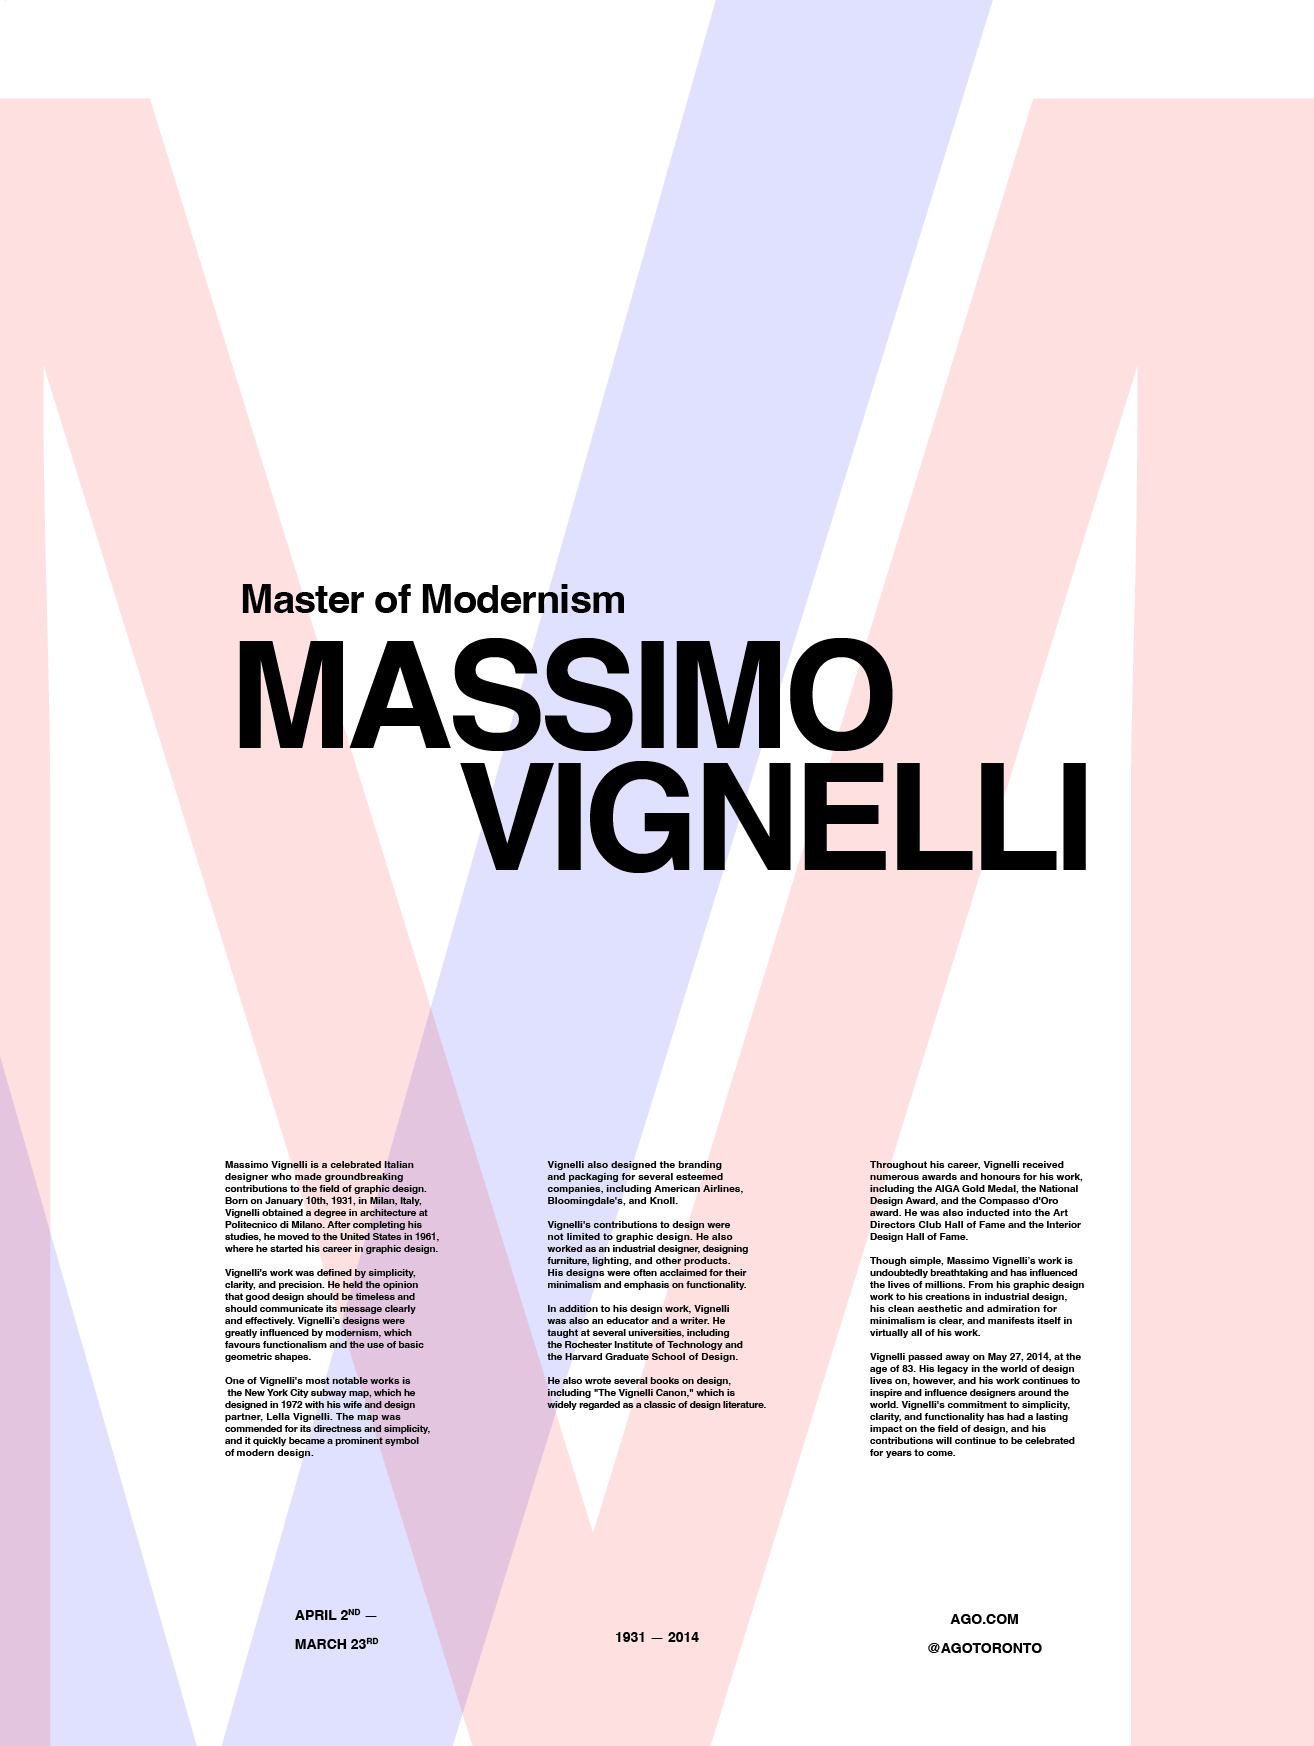 Master of Modernism
MASSIMO
VIGNELLI
Massimo Vignelli is a celebrated Italian
designer who made groundbreaking
contributions to the field of graphic design.
Born on January 10th, 1931, in Milan, Italy,
Vignelli obtained a degree in architecture at
Politecnico di Milano. After completing his
studies, he moved to the United States in 1961,
where he started his career in graphic design.
Vignelli's work was defined by simplicity,
clarity, and precision. He held the opinion
that good design should be timeless and
should communicate its message clearly
and effectively. Vignelli's designs were
greatly influenced by modernism, which
favours functionalism and the use of basic
geometric shapes.
One of Vignelli's most notable works is
the New York City subway map, which he
designed in 1972 with his wife and design
partner, Lella Vignelli. The map was
commended for its directness and simplicity,
and it quickly became a prominent symbol
of modern design.
Vignelli also designed the branding
and packaging for several esteemed
companies, including American Airlines,
Bloomingdale's, and Knoll.
Vignelli's contributions to design were
not limited to graphic design. He also
worked as an industrial designer, designing
furniture, lighting, and other products.
His designs were often acclaimed for their
minimalism and emphasis on functionality.
In addition to his design work, Vignelli
was also an educator and a writer. He
taught at several universities, including
the Rochester Institute of Technology and
the Harvard Graduate School of Design.
He also wrote several books on design,
including "The Vignelli Canon," which is
widely regarded as a classic of design literature.
Throughout his career, Vignelli received
numerous awards and honours for his work,
including the AIGA Gold Medal, the National
Design Award, and the Compasso d'Oro
award. He was also inducted into the Art
Directors Club Hall of Fame and the Interior
Design Hall of Fame.
Though simple, Massimo Vignelli's work is
undoubtedly breathtaking and has influenced
the lives of millions. From his graphic design
work to his creations in industrial design,
his clean aesthetic and admiration for
minimalism is clear, and manifests itself in
virtually all of his work.
Vignelli passed away on May 27, 2014, at the
age of 83. His legacy in the world of design
lives on, however, and his work continues to
inspire and influence designers around the
world. Vignelli's commitment to simplicity,
clarity, and functionality has had a lasting
impact on the field of design, and his
contributions will continue to be celebrated
for years to come.
APRIL 2ND —
MARCH 23RD
1931 — 2014
AGO.COM
@AGOTORONTO